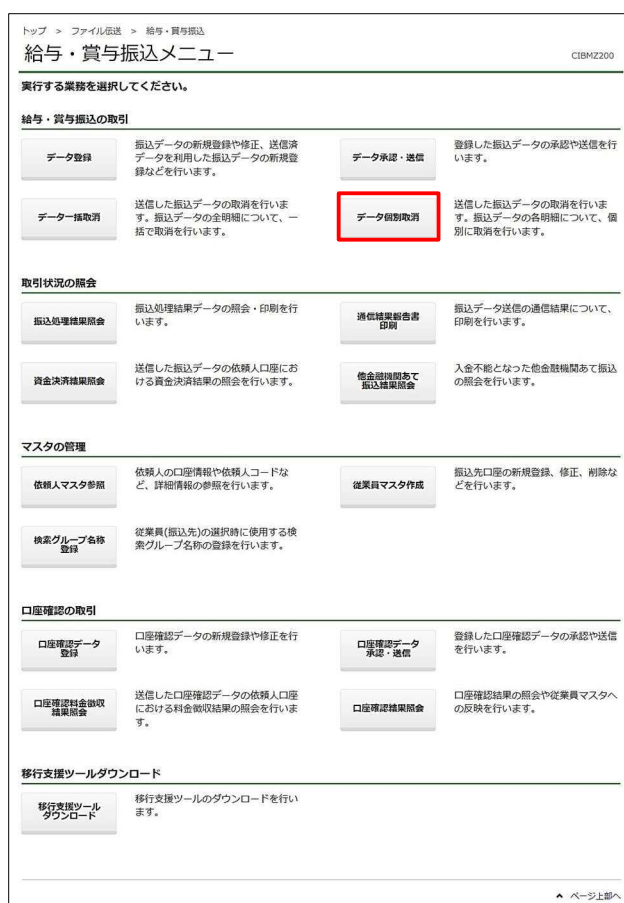 トップ > ファイル伝送 > 給与・賞与振込
給与・賞与振込メニュー
CIBMZ200
実行する業務を選択してください。
給与・賞与振込の取引
データ登録
振込データの新規登録や修正、送信済
データを利用した振込データの新規登
録などを行います。
データ承認・送信
登録した振込データの承認や送信を行
います。
データ一括取消
送信した振込データの取消を行いま
す。振込データの全明細について、一
括で取消を行います。
データ個別取消
送信した振込データの取消を行いま
す。振込データの各明細について、個
別に取消を行います。
取引状況の照会
振込処理結果照会
振込処理結果データの照会・印刷を行
います。
通信結果報告書
印刷
振込データ送信の通信結果について、
印刷を行います。
資金決済結果照会
送信した振込データの依頼人口座にお
ける資金決済結果の照会を行います。
他金融機関あて
振込結果照会
入金不能となった他金融機関あて振込
の照会を行います。
マスタの管理
依頼人マスタ参照
依頼人の口座情報や依頼人コードな
ど、詳細情報の参照を行います。
従業員マスタ作成
振込先口座の新規登録、修正、削除な
どを行います。
検索グループ名称
登録
従業員(振込先)の選択時に使用する検
索グループ名称の登録を行います。
口座確認の取引
口座確認データ
登録
口座確認データの新規登録や修正を行
います。
口座確認データ
承認・送信
登録した口座確認データの承認や送信
を行います。
口座確認料金徴収
結果照会
送信した口座確認データの依頼人口座
における料金徴収結果の照会を行いま
す。
口座確認結果照会
口座確認結果の照会や従業員マスタへ
の反映を行います。
移行支援ツールダウンロード
移行支援ツール
ダウンロード
移行支援ツールのダウンロードを行い
ます。
ページ上部へ